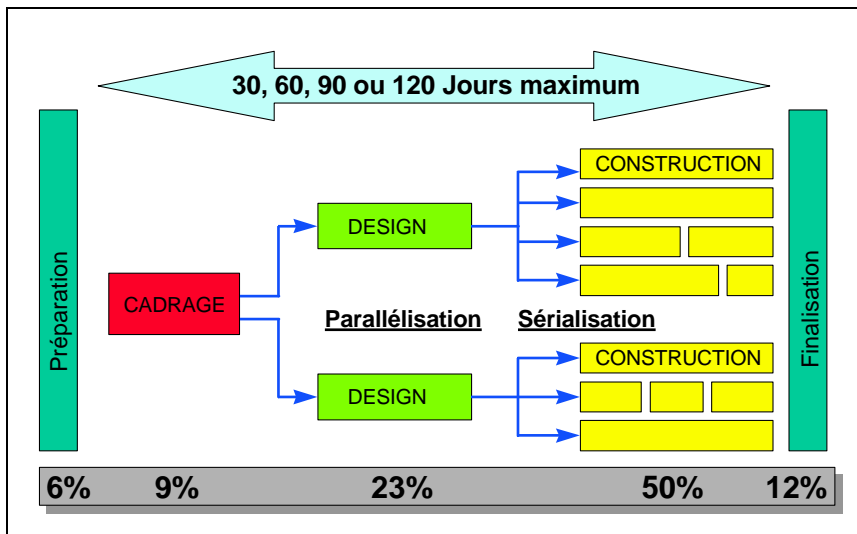 30, 60, 90 ou 120 Jours maximum
Préparation
CADRAGE
DESIGN
CONSTRUCTION
Parallélisation
Sérialisation
DESIGN
CONSTRUCTION
Finalisation
6% 9% 23% 50% 12%